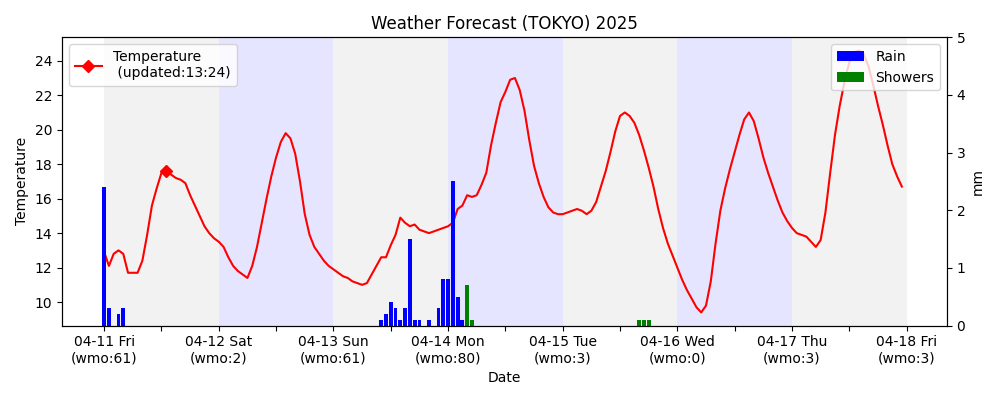 Weather Forecast (TOKYO) 2025
Temperature
(updated:13:24)
Rain
Showers
Temperature
24
22
20
18
16
14
12
10
5
4
3
2
1
0
mm
04-11 Fri
(wmo:61)
04-12 Sat
(wmo:2)
04-13 Sun
(wmo:61)
04-14 Mon
(wmo:80)
04-15 Tue
(wmo:3)
04-16 Wed
(wmo:0)
04-17 Thu
(wmo:3)
04-18 Fri
(wmo:3)
Date